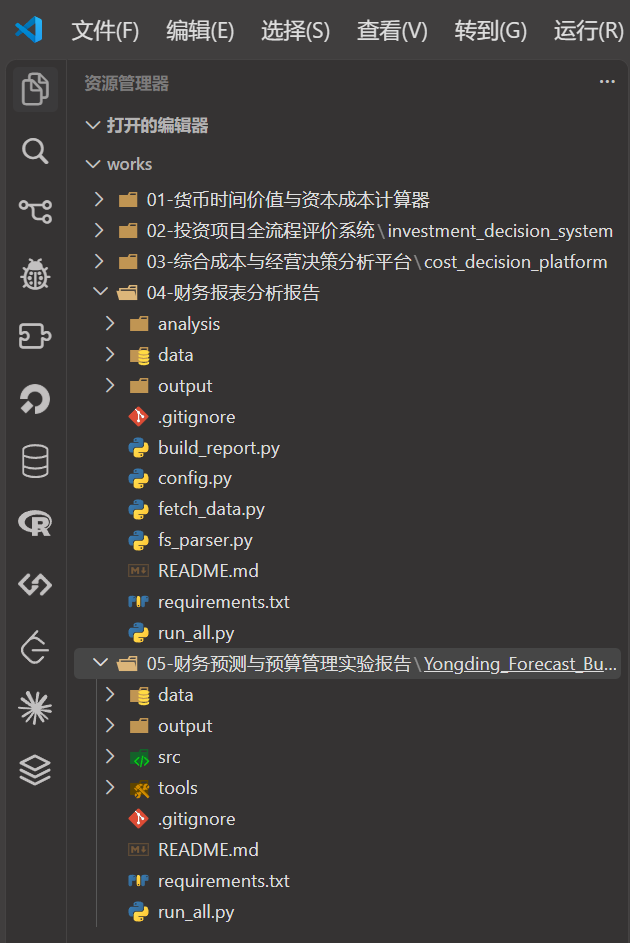 文件(F) 编辑(E) 选择(S) 查看(V) 转到(G) 运行(R)
资源管理器
打开的编辑器
works
01-货币时间价值与资本成本计算器
02-投资项目全流程评价系统\investment_decision_system
03-综合成本与经营决策分析平台\cost_decision_platform
04-财务报表分析报告
analysis
data
output
.gitignore
build_report.py
config.py
fetch_data.py
fs_parser.py
README.md
requirements.txt
run_all.py
05-财务预测与预算管理实验报告\Yongding_Forecast_Bu...
data
output
src
tools
.gitignore
README.md
requirements.txt
run_all.py